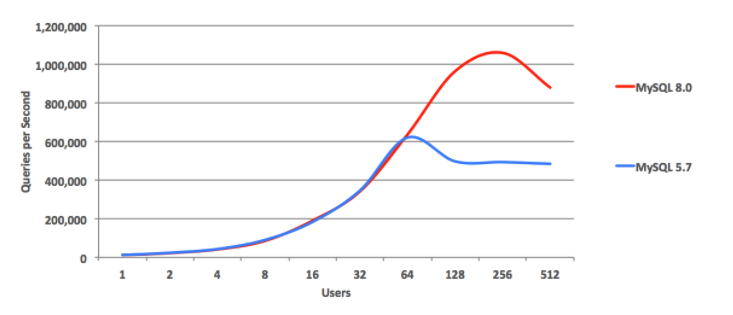 1,200,000
1,000,000
800,000
600,000
400,000
200,000
0
Queries per Second
1 2 4 8 16 32 64 128 256 512
Users
MySQL 8.0
MySQL 5.7